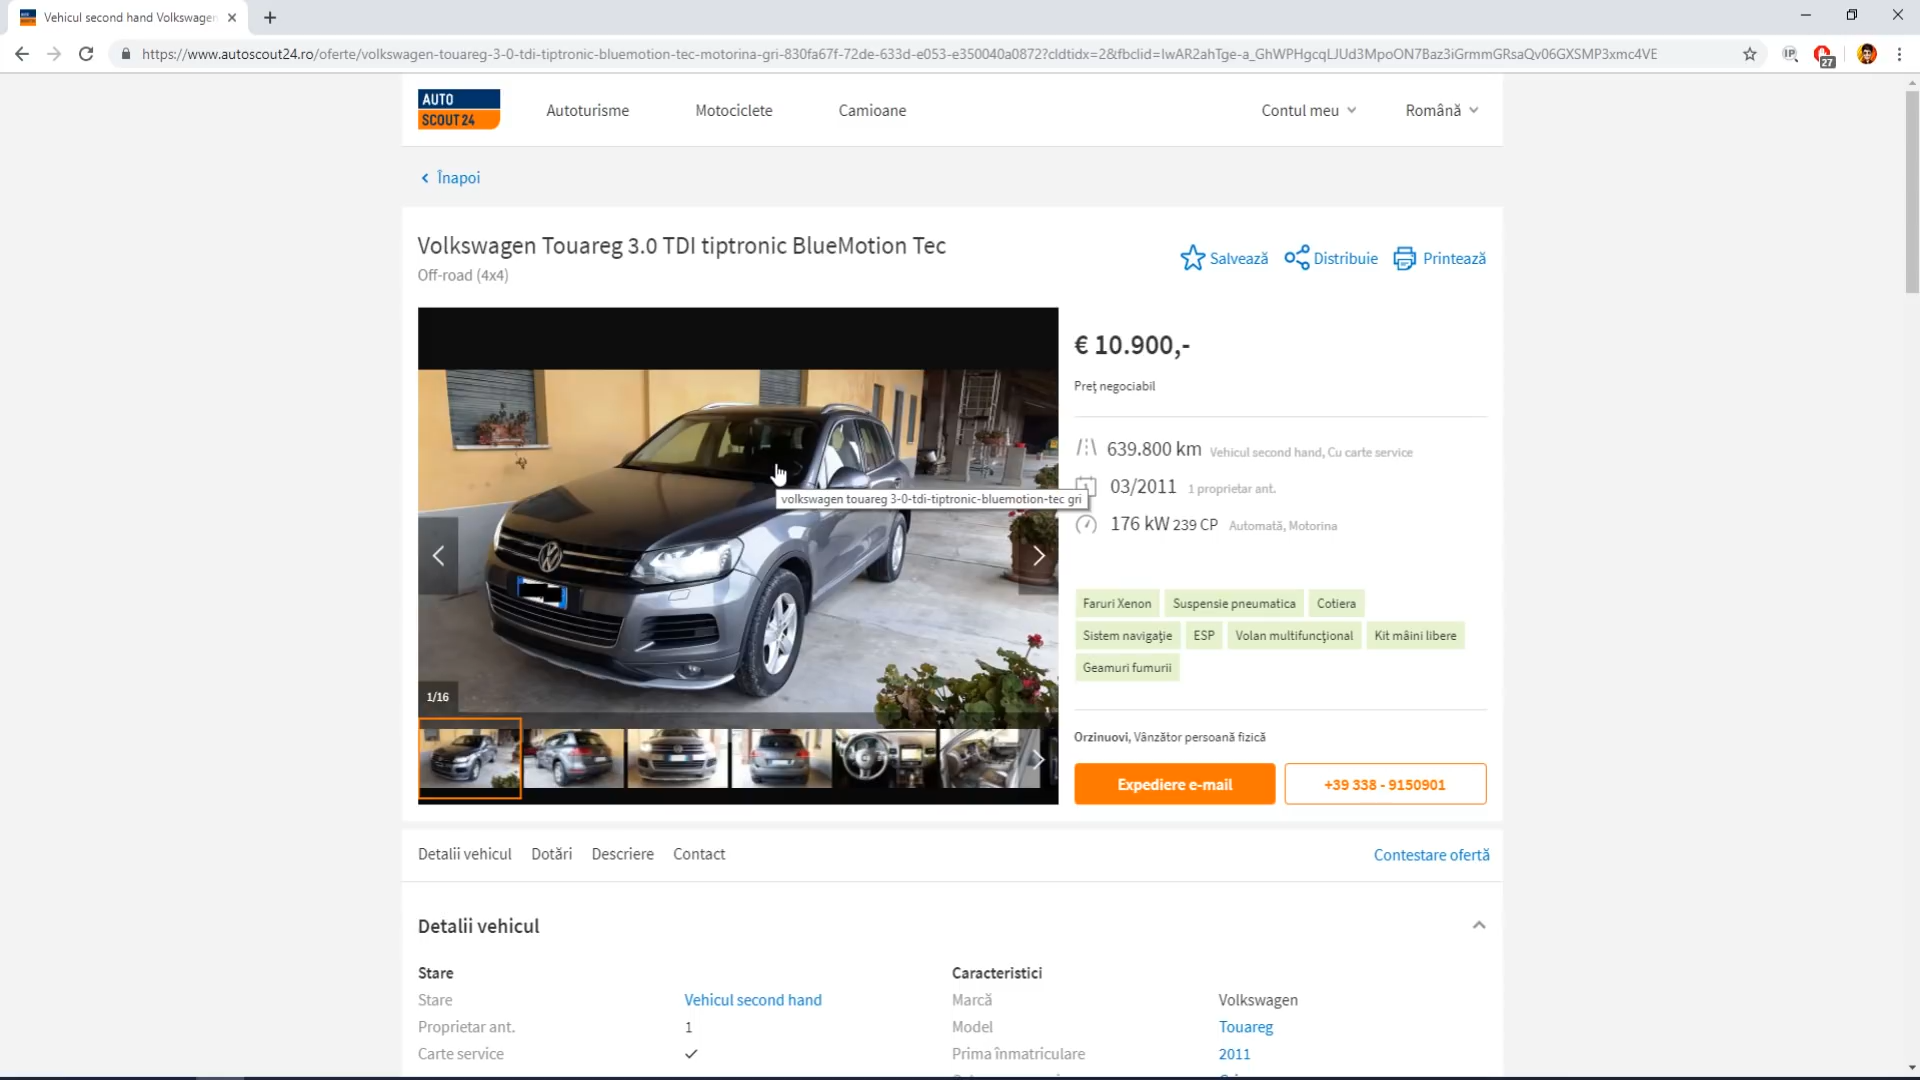 Vehicul second hand Volkswagen
https://www.autoscout24.ro/oferte/volkswagen-touareg-3-0-tdi-tiptronic-bluemotion-tec-motorina-gri-830fa67f-72de-633d-e053-e350040a0872?cldtidx=2&fbclid=IwAR2ahTge-a_GhWPHgcqLJUd3MpoON7Baz3iGrmmGRsaQv06GXSMP3xmc4VE
IP
27
AUTO
SCOUT 24
Autoturisme
Motociclete
Camioane
Contul meu
Română
Înapoi
Volkswagen Touareg 3.0 TDI tiptronic BlueMotion Tec
Off-road (4x4)
Salvează
Distribuie
Printează
volkswagen touareg 3-0-tdi-tiptronic-bluemotion-tec gri
1/16
€ 10.900,-
Preț negociabil
639.800 km Vehicul second hand, Cu carte service
03/2011 1 proprietar ant.
176 kW 239 CP Automată, Motorina
Faruri Xenon Suspensie pneumatica Cotiera
Sistem navigație ESP Volan multifuncțional Kit mâini libere
Geamuri fumurii
Orzinuovi, Vânzător persoană fizică
Expediere e-mail
+39 338 - 9150901
Detalii vehicul Dotări Descriere Contact
Contestare ofertă
Detalii vehicul
Stare
Stare Vehicul second hand
Proprietar ant. 1
Carte service
Caracteristici
Marcă Volkswagen
Model Touareg
Prima înmatriculare 2011